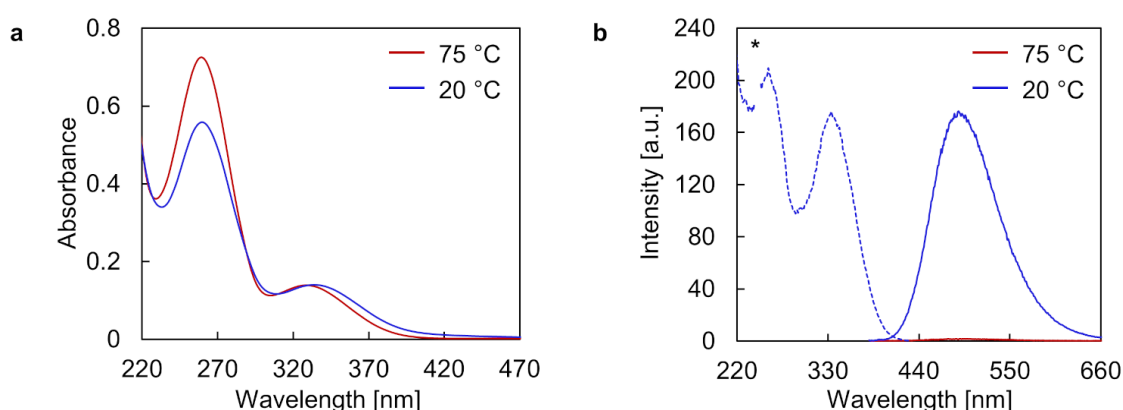 a
0.8
0.6
0.4
0.2
0
Absorbance
75 °C
20 °C
220 270 320 370 420 470
Wavelength [nm]
b
240
200
160
120
80
40
0
Intensity [a.u.]
*
75 °C
20 °C
220 330 440 550 660
Wavelength [nm]